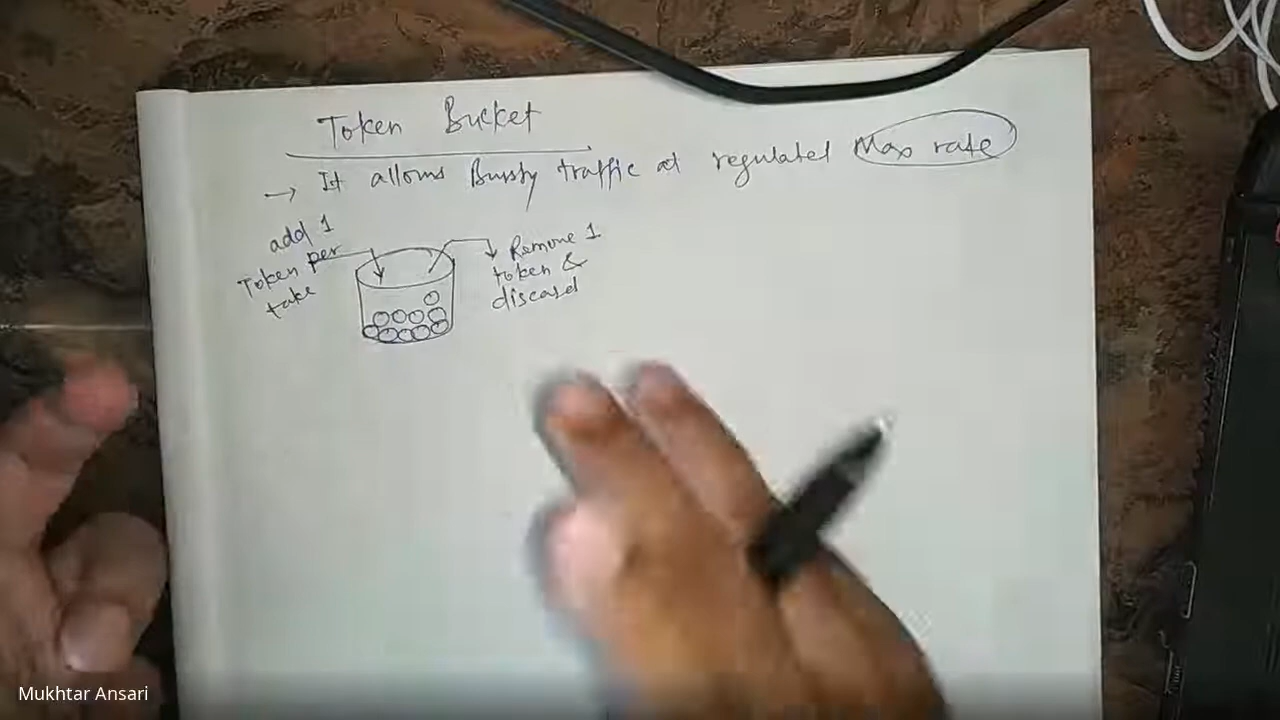 Token Bucket
→ It allows Bursty traffic at regulated Max rate
add 1
Token per
take
Remove 1
token &
discard
Mukhtar Ansari